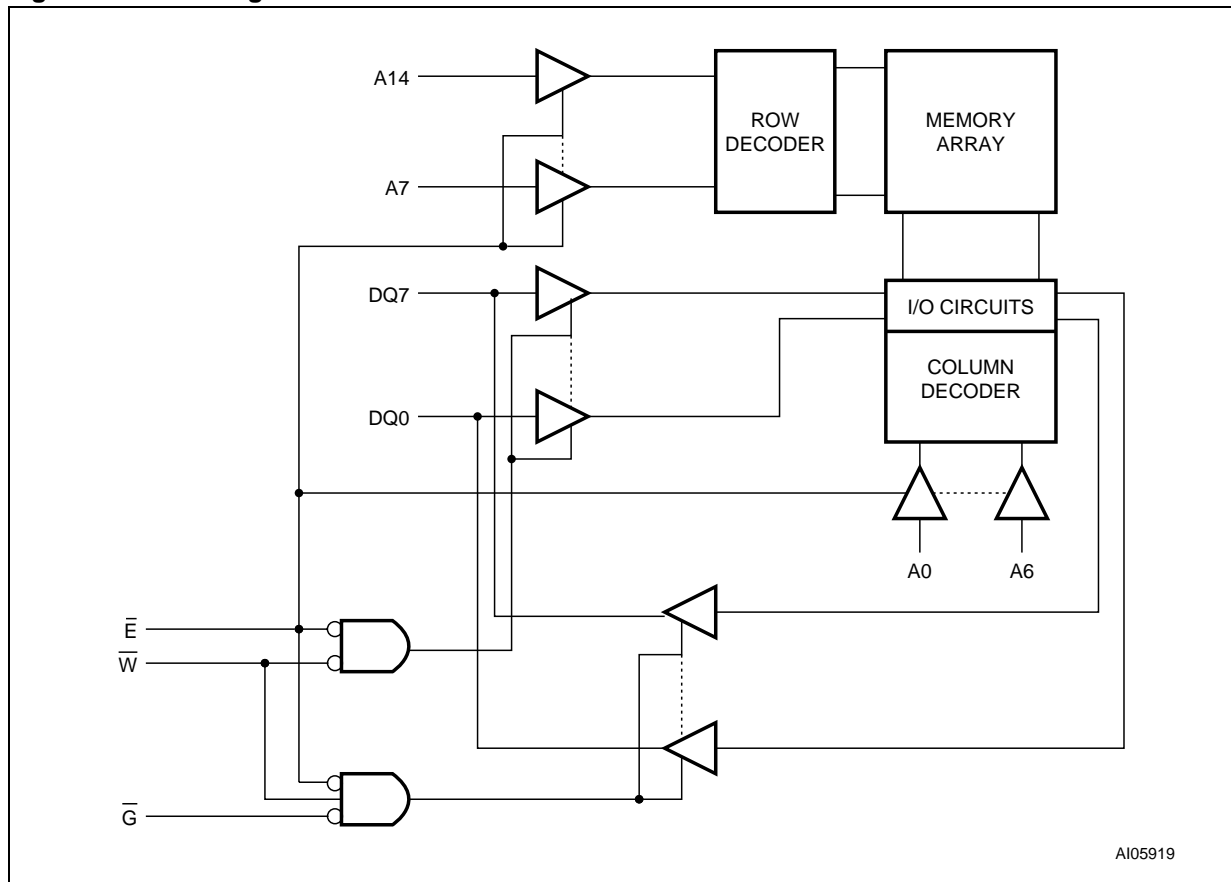 A14
ROW
DECODER
MEMORY
ARRAY
A7
DQ7
I/O CIRCUITS
COLUMN
DECODER
DQ0
A0
A6
E̅
W̅
G̅
AI05919